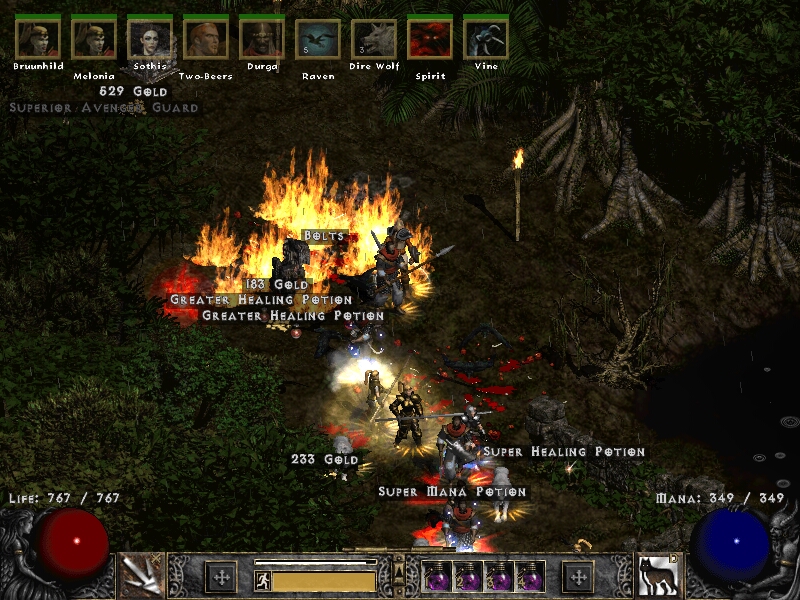 Bruunhild
Melonia
Sothis
Two-Beers
Durga
5
Raven
3
Dire Wolf
Spirit
Vine
529 Gold
Superior Avenger Guard
Bolts
183 Gold
Greater Healing Potion
Greater Healing Potion
233 Gold
Super Healing Potion
Super Mana Potion
Life: 767 / 767
Mana: 349 / 349